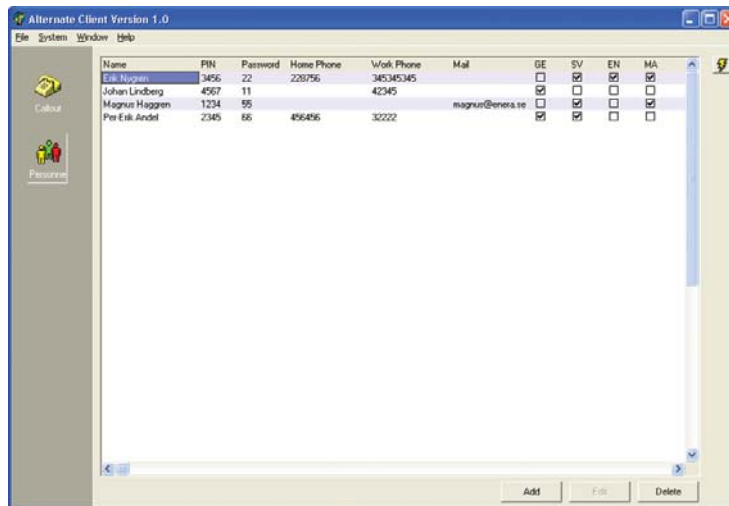 Alternate Client Version 1.0
File System Window Help
Name PIN Password Home Phone Work Phone Mail GE SV EN MA
Erik Nygren 3456 22 228756 345345345
Johan Lindberg 4567 11 42345
Magnus Haggren 1234 55 magnus@enera.se
Per-Erik Andel 2345 66 456456 32222
Callout
Personne
Add Edit Delete